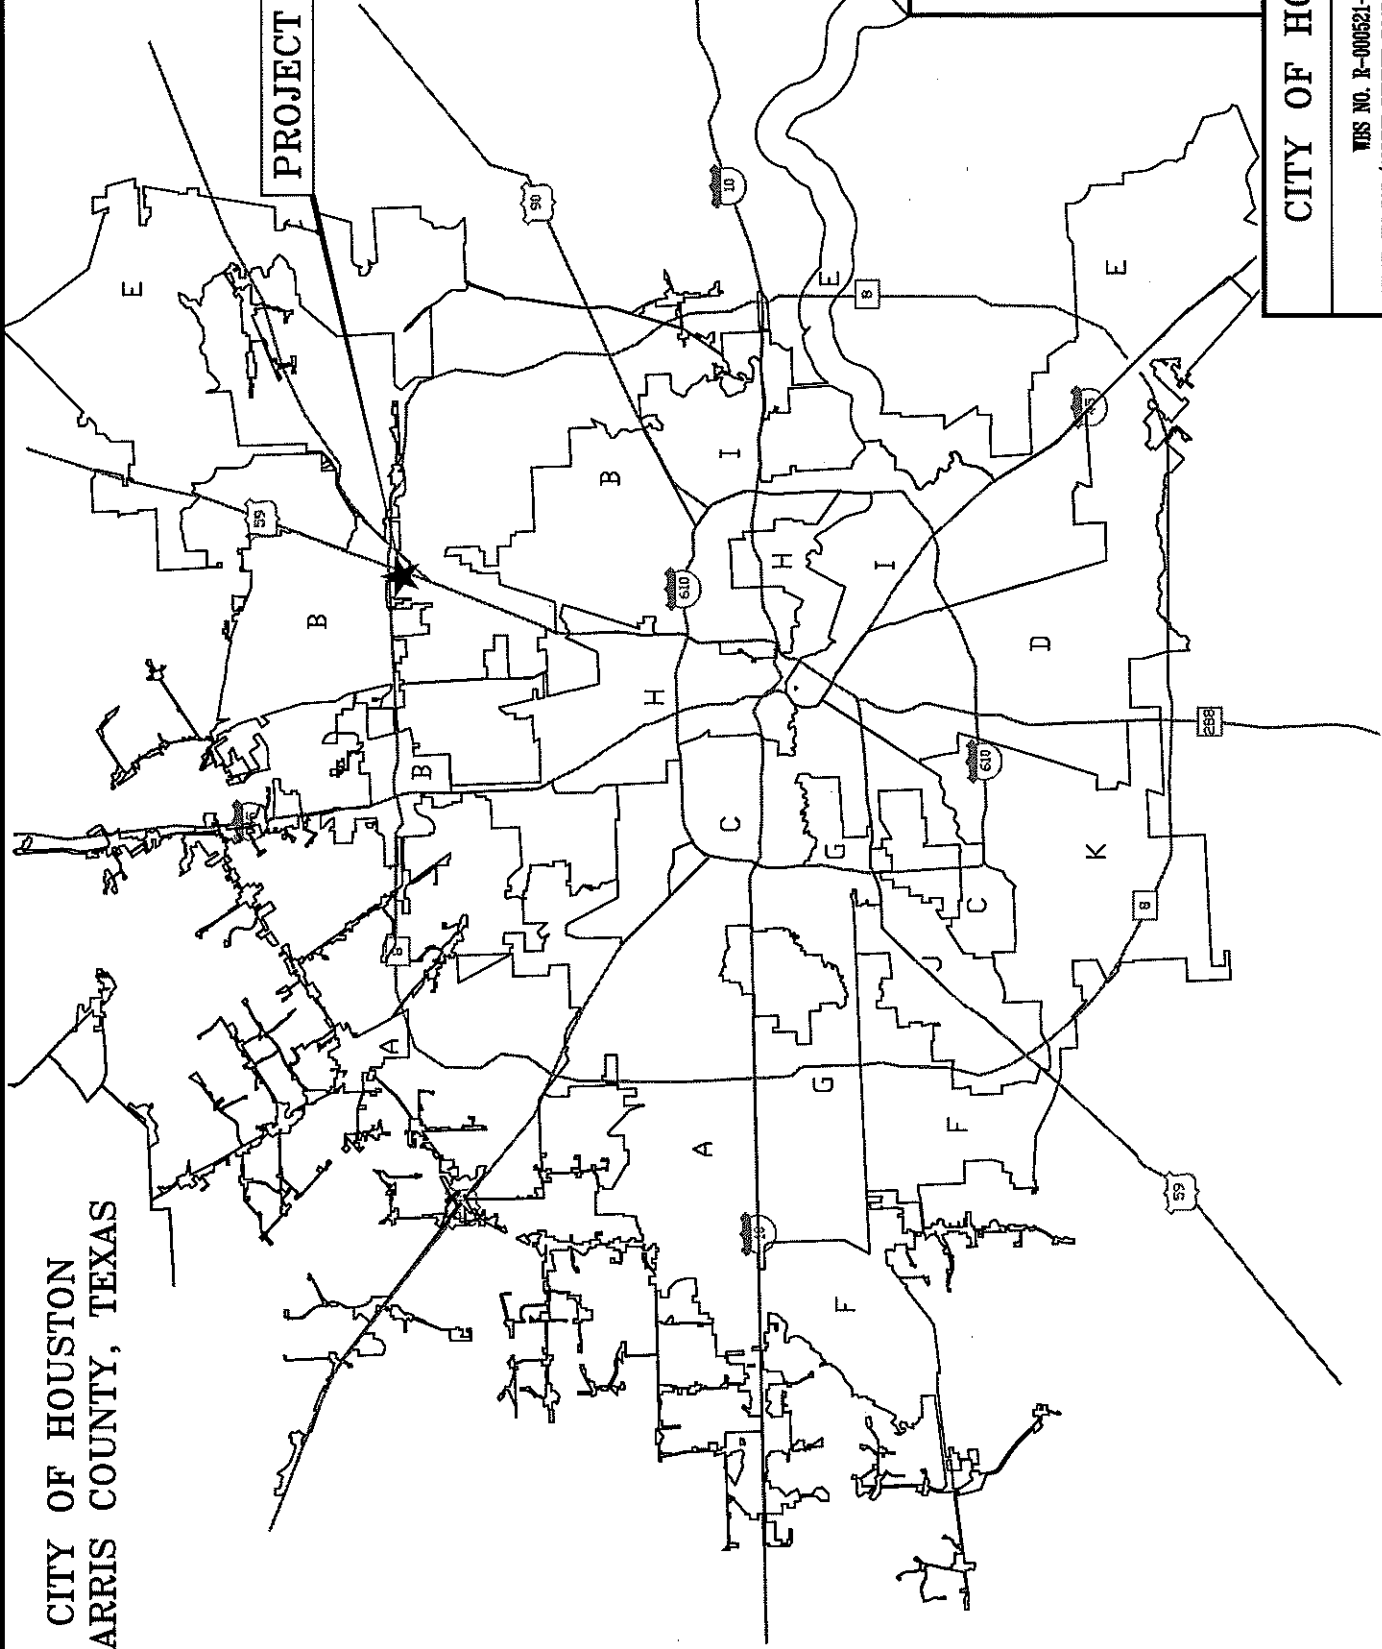 CITY OF HOUSTON
ARRIS COUNTY, TEXAS
E
59
PROJECT
B
A
8
B
90
B
H
610
A
10
C
I
10
H
G
E
G
F
8
I
J
F
C
610
D
45
K
E
8
59
288
CITY OF HO
WBS NO. R-000521-